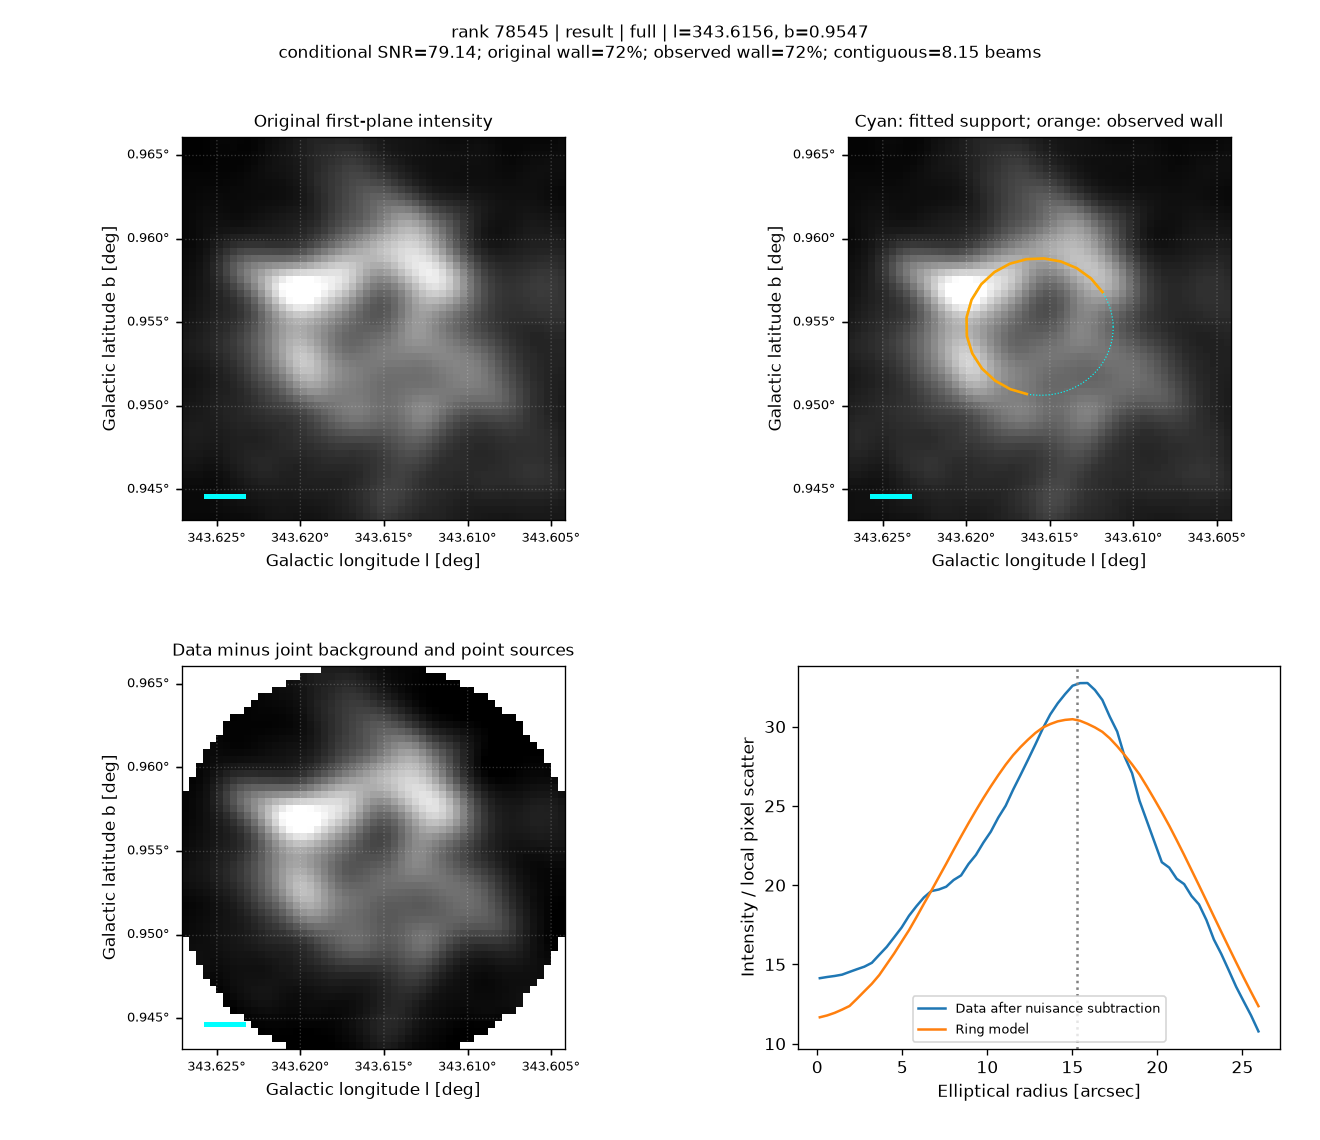 rank 78545 | result | full | l=343.6156, b=0.9547
conditional SNR=79.14; original wall=72%; observed wall=72%; contiguous=8.15 beams
Original first-plane intensity
0.965°
0.960°
0.955°
0.950°
0.945°
Galactic latitude b [deg]
343.625° 343.620° 343.615° 343.610° 343.605°
Galactic longitude l [deg]
Cyan: fitted support; orange: observed wall
0.965°
0.960°
0.955°
0.950°
0.945°
Galactic latitude b [deg]
343.625° 343.620° 343.615° 343.610° 343.605°
Galactic longitude l [deg]
Data minus joint background and point sources
0.965°
0.960°
0.955°
0.950°
0.945°
Galactic latitude b [deg]
343.625° 343.620° 343.615° 343.610° 343.605°
Galactic longitude l [deg]
30
25
20
15
10
Intensity / local pixel scatter
Data after nuisance subtraction
Ring model
0 5 10 15 20 25
Elliptical radius [arcsec]